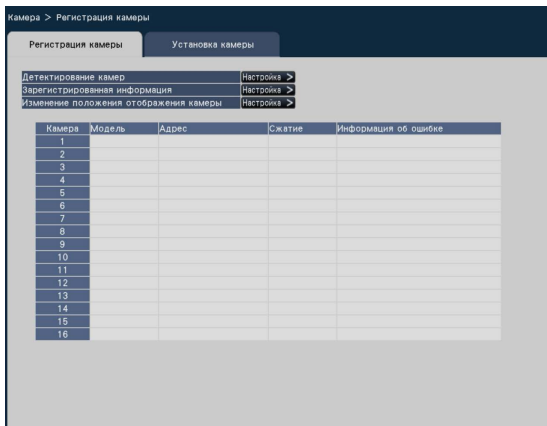 Камера > Регистрация камеры
Регистрация камеры Установка камеры
Детектирование камер Настройка >
Зарегистрированная информация Настройка >
Изменение положения отображения камеры Настройка >
Камера Модель Адрес Сжатие Информация об ошибке
1
2
3
4
5
6
7
8
9
10
11
12
13
14
15
16